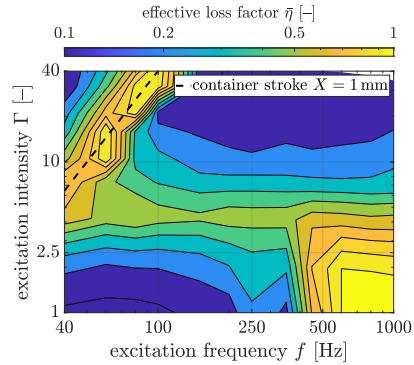 effective loss factor η̄ [–]
0.1 0.2 0.5 1
container stroke X = 1 mm
40
10
2.5
1
excitation intensity Γ [–]
40 100 250 500 1000
excitation frequency f [Hz]